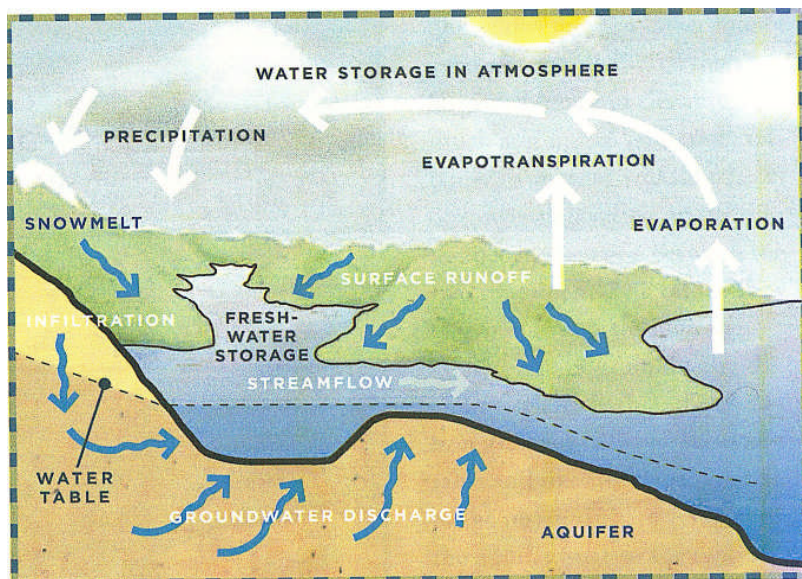 WATER STORAGE IN ATMOSPHERE
PRECIPITATION
EVAPOTRANSPIRATION
SNOWMELT
EVAPORATION
SURFACE RUNOFF
INFILTRATION
FRESH-
WATER
STORAGE
STREAMFLOW
WATER
TABLE
GROUNDWATER DISCHARGE
AQUIFER